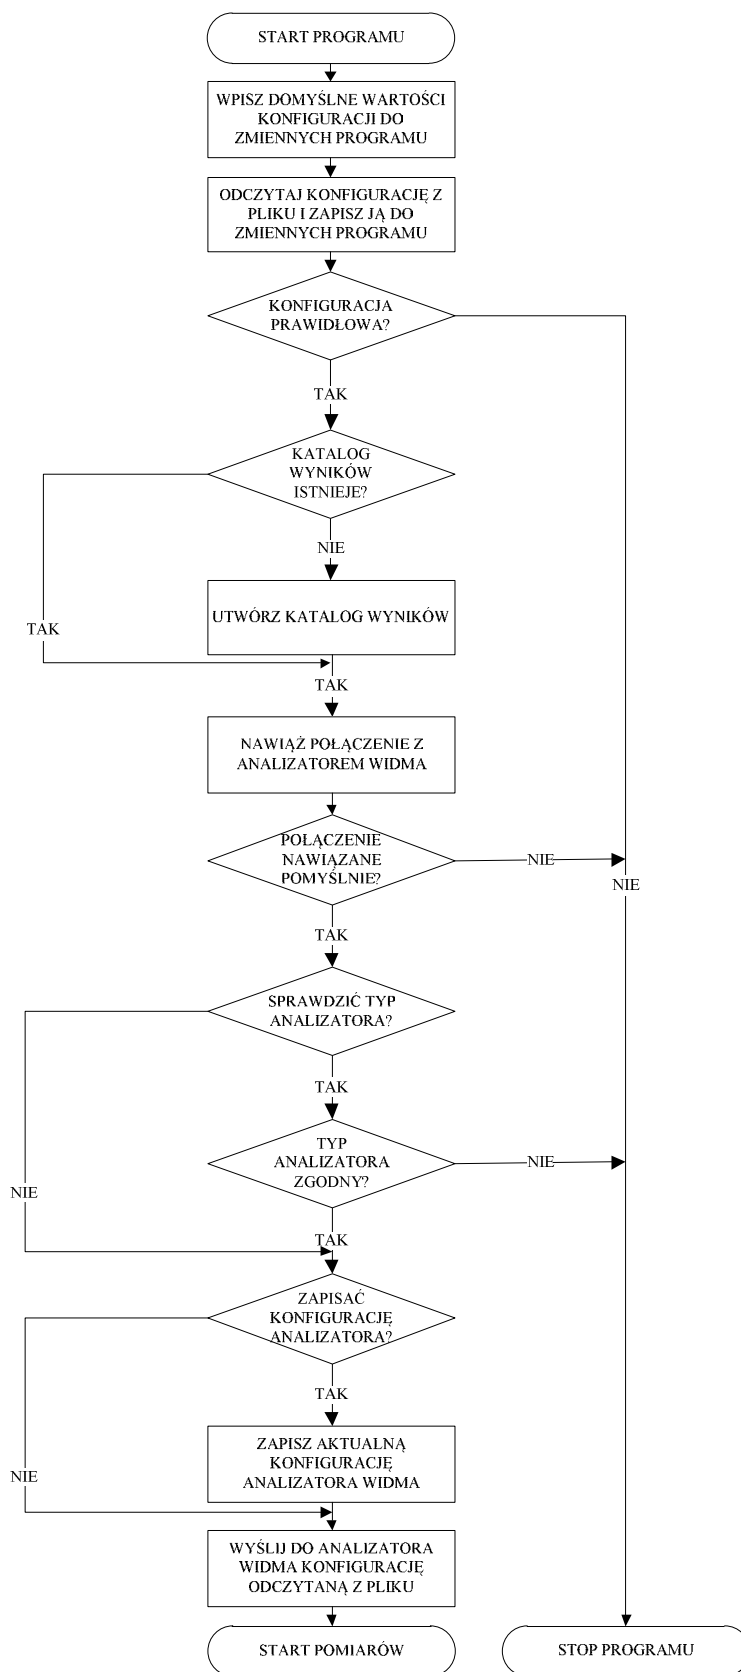 START PROGRAMU
WPISZ DOMYŚLNE WARTOŚCI
KONFIGURACJI DO
ZMIENNYCH PROGRAMU
ODCZYTAJ KONFIGURACJĘ Z
PLIKU I ZAPISZ JĄ DO
ZMIENNYCH PROGRAMU
KONFIGURACJA
PRAWIDŁOWA?
TAK
KATALOG
WYNIKÓW
ISTNIEJE?
NIE
UTWÓRZ KATALOG WYNIKÓW
TAK
TAK
NAWIĄŻ POŁĄCZENIE Z
ANALIZATOREM WIDMA
POŁĄCZENIE
NAWIĄZANE
POMYŚLNIE?
NIE
NIE
TAK
SPRAWDZIĆ TYP
ANALIZATORA?
TAK
TYP
ANALIZATORA
ZGODNY?
NIE
NIE
TAK
ZAPISAĆ
KONFIGURACJĘ
ANALIZATORA?
TAK
ZAPISZ AKTUALNĄ
KONFIGURACJĘ
ANALIZATORA WIDMA
NIE
WYŚLIJ DO ANALIZATORA
WIDMA KONFIGURACJĘ
ODCZYTANĄ Z PLIKU
START POMIARÓW
STOP PROGRAMU